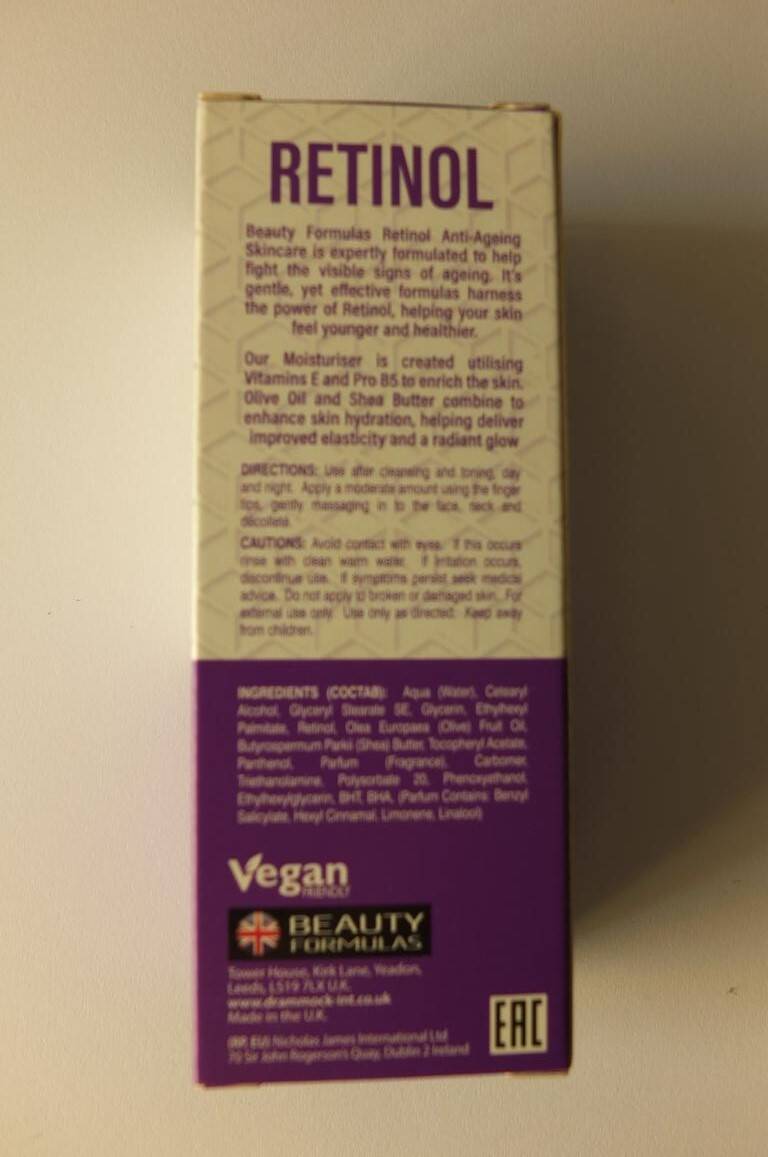 RETINOL
Beauty Formulas Retinol Anti-Ageing
Skincare is expertly formulated to help
fight the visible signs of ageing. It's
gentle, yet effective formulas harness
the power of Retinol, helping your skin
feel younger and healthier.
Our Moisturiser is created utilising
Vitamins E and Pro B5 to enrich the skin.
Olive Oil and Shea Butter combine to
enhance skin hydration, helping deliver
improved elasticity and a radiant glow
DIRECTIONS: Use after cleansing and toning, day
and night. Apply a moderate amount using the finger
tips, gently massaging in to the face, neck and
décolleté.
CAUTIONS: Avoid contact with eyes. If this occurs
rinse with clean warm water. If irritation occurs,
discontinue use. If symptoms persist seek medical
advice. Do not apply to broken or damaged skin. For
external use only. Use only as directed. Keep away
from children.
INGREDIENTS (COCTAB): Aqua (Water), Cetearyl
Alcohol, Glyceryl Stearate SE, Glycerin, Ethylhexyl
Palmitate, Retinol, Olea Europaea (Olive) Fruit Oil,
Butyrospermum Parkii (Shea) Butter, Tocopheryl Acetate,
Panthenol, Parfum (Fragrance), Carbomer,
Triethanolamine, Polysorbate 20, Phenoxyethanol,
Ethylhexylglycerin, BHT, BHA, (Parfum Contains: Benzyl
Salicylate, Hexyl Cinnamal, Limonene, Linalool)
Vegan
FRIENDLY
BEAUTY
FORMULAS
Tower House, Kirk Lane, Yeadon,
Leeds, LS19 7LX U.K.
www.drammock-int.co.uk
Made in the U.K.
(RP, EU) Nicholas James International Ltd
70 Sir John Rogerson's Quay, Dublin 2 Ireland
EAC